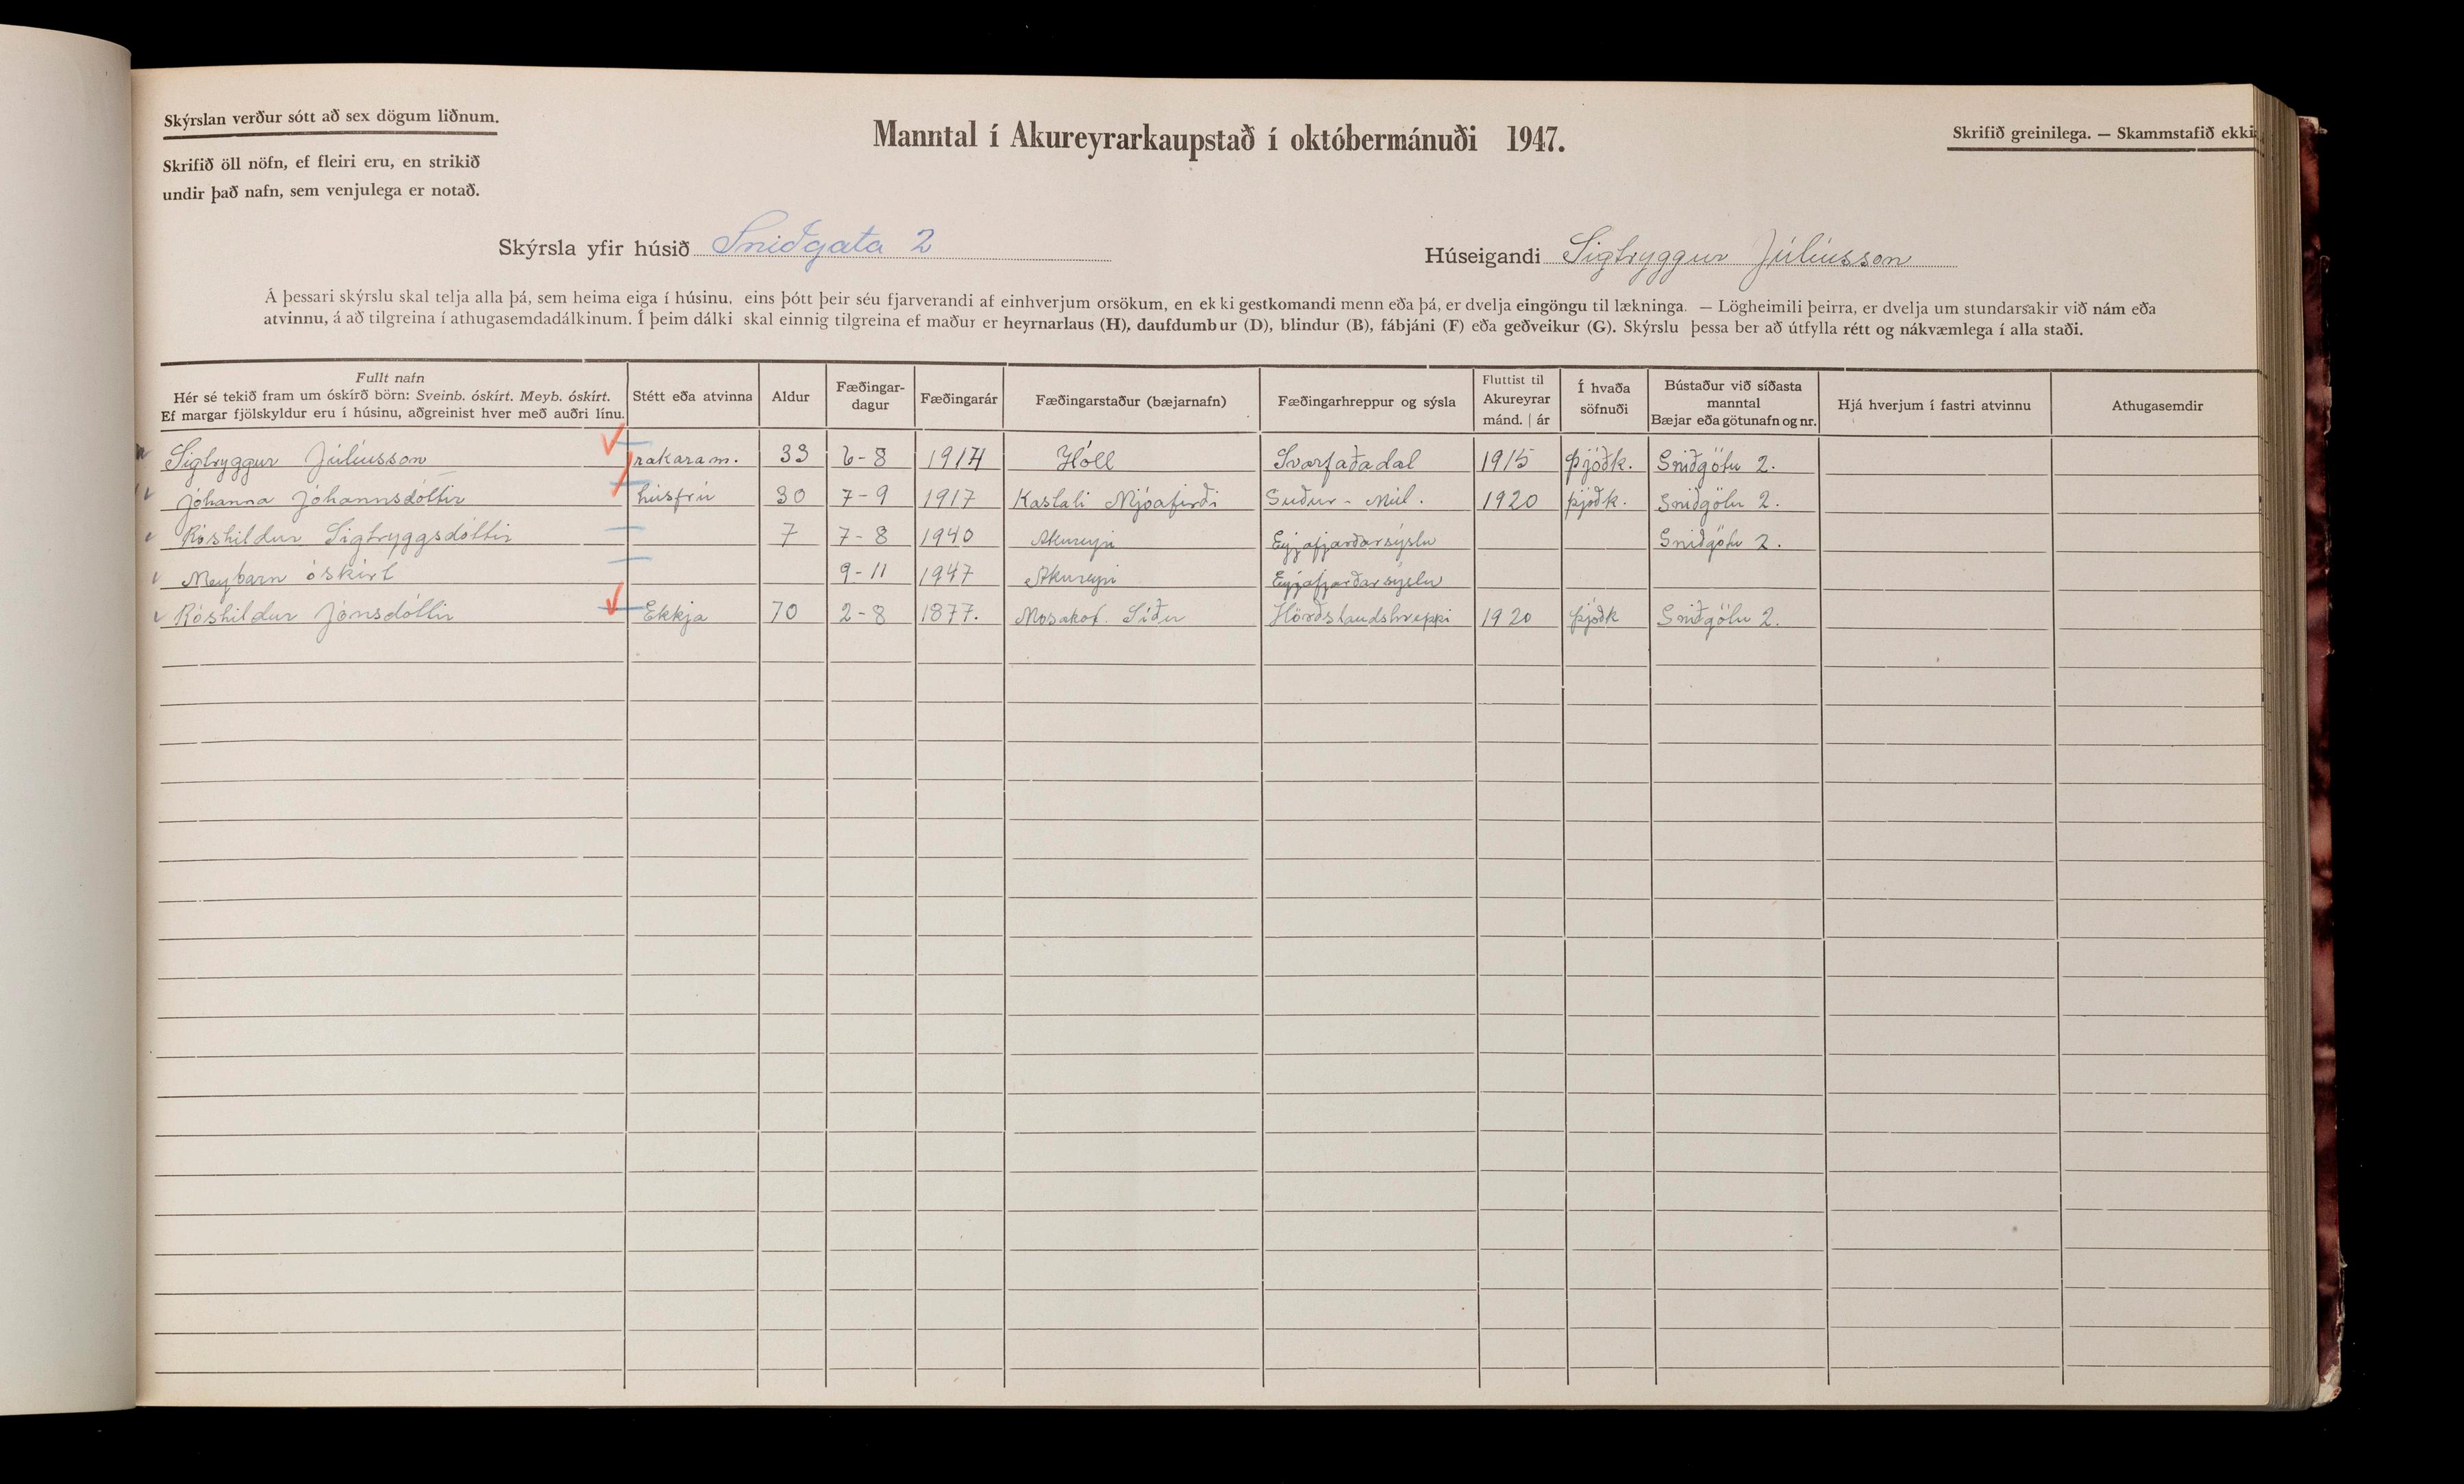 Skýrslan verður sótt að sex dögum liðnum.
Skrifið öll nöfn, ef fleiri eru, en strikið
undir það nafn, sem venjulega er notað.
Manntal í Akureyrarkaupstað í októbermánuði 1947.
Skrifið greinilega. — Skammstafið ekki
Skýrsla yfir húsið Sniðgata 2
Húseigandi Sigtryggur Júlíusson
Á þessari skýrslu skal telja alla þá, sem heima eiga í húsinu, eins þótt þeir séu fjarverandi af einhverjum orsökum, en ekki gestkomandi menn eða þá, er dvelja eingöngu til lækninga. — Lögheimili þeirra, er dvelja um stundarsakir við nám eða
atvinnu, á að tilgreina í athugasemdadálkinum. Í þeim dálki skal einnig tilgreina ef maður er heyrnarlaus (H), daufdumbur (D), blindur (B), fábjáni (F) eða geðveikur (G). Skýrslu þessa ber að útfylla rétt og nákvæmlega í alla staði.
Fullt nafn
Hér sé tekið fram um óskírð börn: Sveinb. óskírt. Meyb. óskírt.
Ef margar fjölskyldur eru í húsinu, aðgreinist hver með auðri línu.
Stétt eða atvinna
Aldur
Fæðingar-
dagur
Fæðingarár
Fæðingarstaður (bæjarnafn)
Fæðingarhreppur og sýsla
Fluttist til
Akureyrar
mánd. | ár
Í hvaða
söfnuði
Bústaður við síðasta
manntal
Bæjar eða götunafn og nr.
Hjá hverjum í fastri atvinnu
Athugasemdir
Sigtryggur Júlíusson rakaram. 33 6-8 1914 Hóll Svarfaðadal 1915 þjóðk. Sniðgötu 2.
Jóhanna Jóhannsdóttir húsfrú 30 7-9 1917 Kastali Mjóafirði Suður-Múl. 1920 þjóðk. Sniðgötu 2.
Róshildur Sigtryggsdóttir 7 7-8 1940 Akureyri Eyjafjarðarsýslu Sniðgötu 2.
Meybarn óskírt 9-11 1947 Akureyri Eyjafjarðarsýslu
Róshildur Jónsdóttir Ekkja 70 2-8 1877. Mosakot. Síðu Hörðslandshreppi 1920 þjóðk Sniðgötu 2.